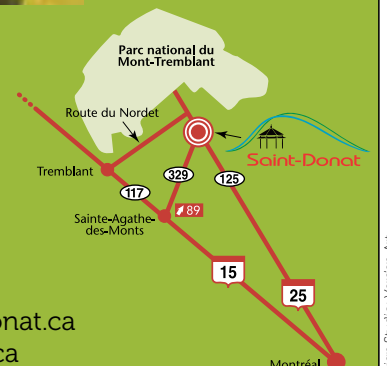 Parc national du
Mont-Tremblant
Route du Nordet
Saint-Donat
Tremblant
329
125
117
Sainte-Agathe-
des-Monts
89
15
25
onat.ca
ca
Montréal